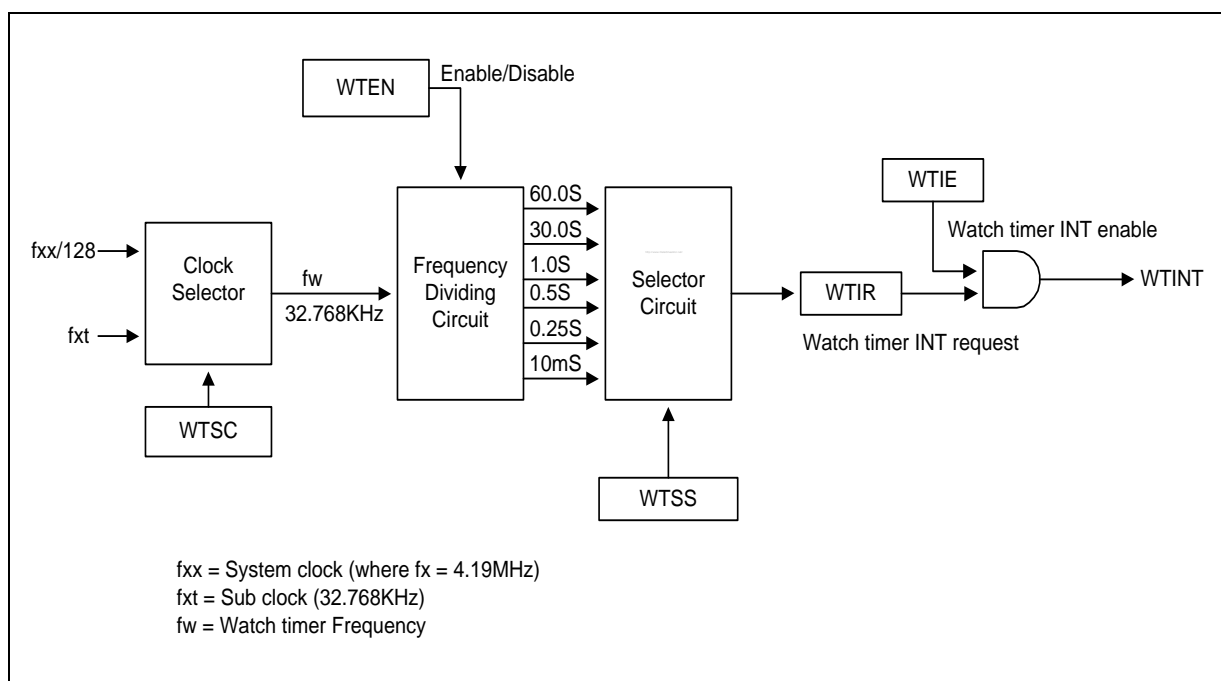 WTEN
Enable/Disable
fxx/128
fxt
Clock
Selector
WTSC
fw
32.768KHz
Frequency
Dividing
Circuit
60.0S
30.0S
1.0S
0.5S
0.25S
10mS
Selector
Circuit
WTSS
WTIR
Watch timer INT request
WTIE
Watch timer INT enable
WTINT
fxx = System clock (where fx = 4.19MHz)
fxt = Sub clock (32.768KHz)
fw = Watch timer Frequency